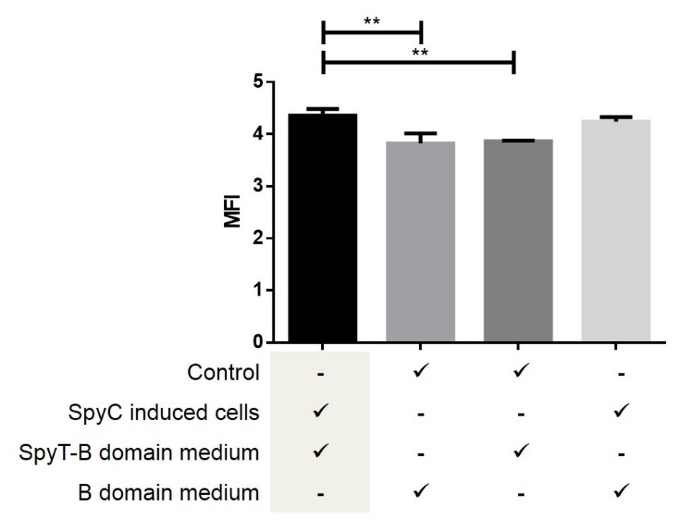 **
**
5
4
3
2
1
0
MFI
Control - ✓ ✓ -
SpyC induced cells ✓ - - ✓
SpyT-B domain medium ✓ - ✓ -
B domain medium - ✓ - ✓